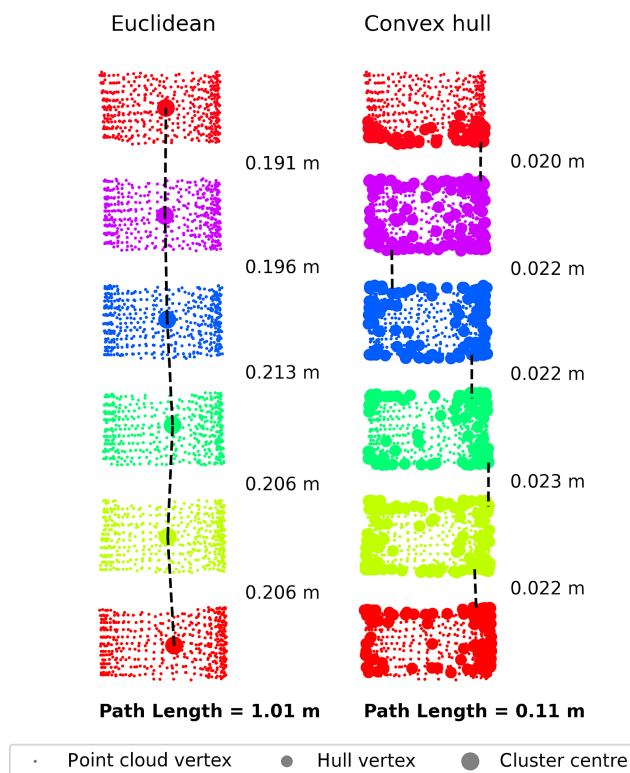 Euclidean
Convex hull
0.191 m
0.196 m
0.213 m
0.206 m
0.206 m
Path Length = 1.01 m
0.020 m
0.022 m
0.022 m
0.023 m
0.022 m
Path Length = 0.11 m
Point cloud vertex
Hull vertex
Cluster centre